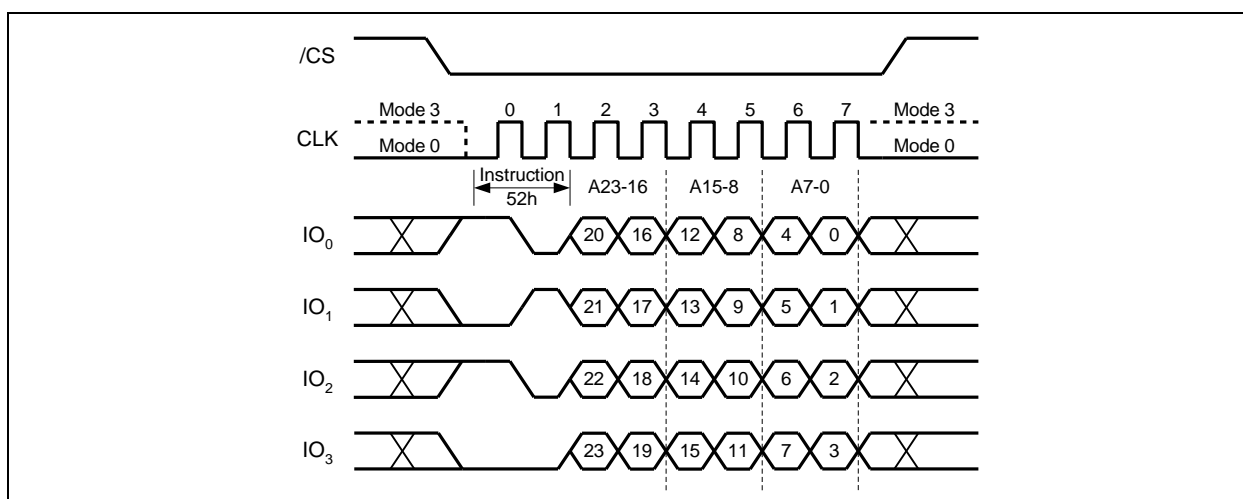 /CS
Mode 3 0 1 2 3 4 5 6 7 Mode 3
CLK
Mode 0 Mode 0
Instruction
52h
A23-16 A15-8 A7-0
IO0 20 16 12 8 4 0
IO1 21 17 13 9 5 1
IO2 22 18 14 10 6 2
IO3 23 19 15 11 7 3